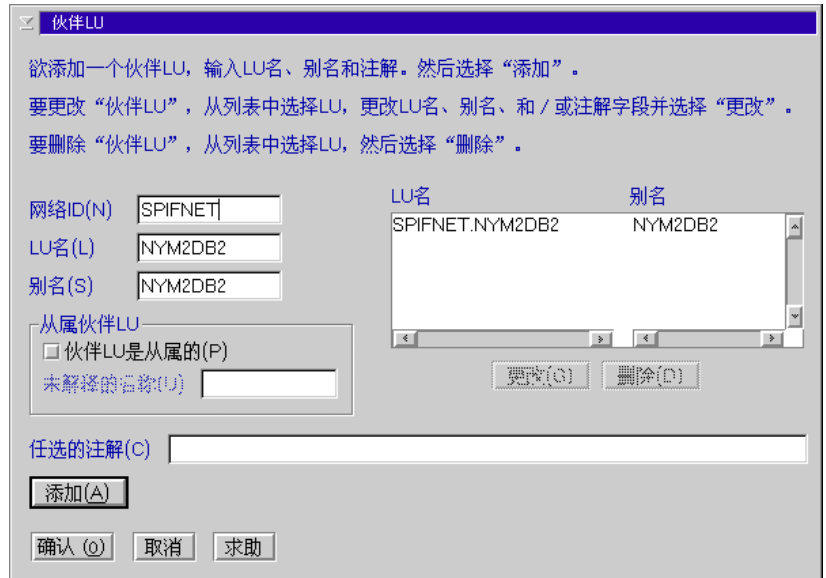 伙伴LU
欲添加一个伙伴LU，输入LU名、别名和注解。然后选择“添加”。
要更改“伙伴LU”，从列表中选择LU，更改LU名、别名、和／或注解字段并选择“更改”。
要删除“伙伴LU”，从列表中选择LU，然后选择“删除”。
网络ID(N) SPIFNET
LU名(L) NYM2DB2
别名(S) NYM2DB2
从属伙伴LU
伙伴LU是从属的(P)
未解释的名称(U)
LU名 别名
SPIFNET.NYM2DB2 NYM2DB2
更改(G) 删除(D)
任选的注解(C)
添加(A)
确认 (O) 取消 求助